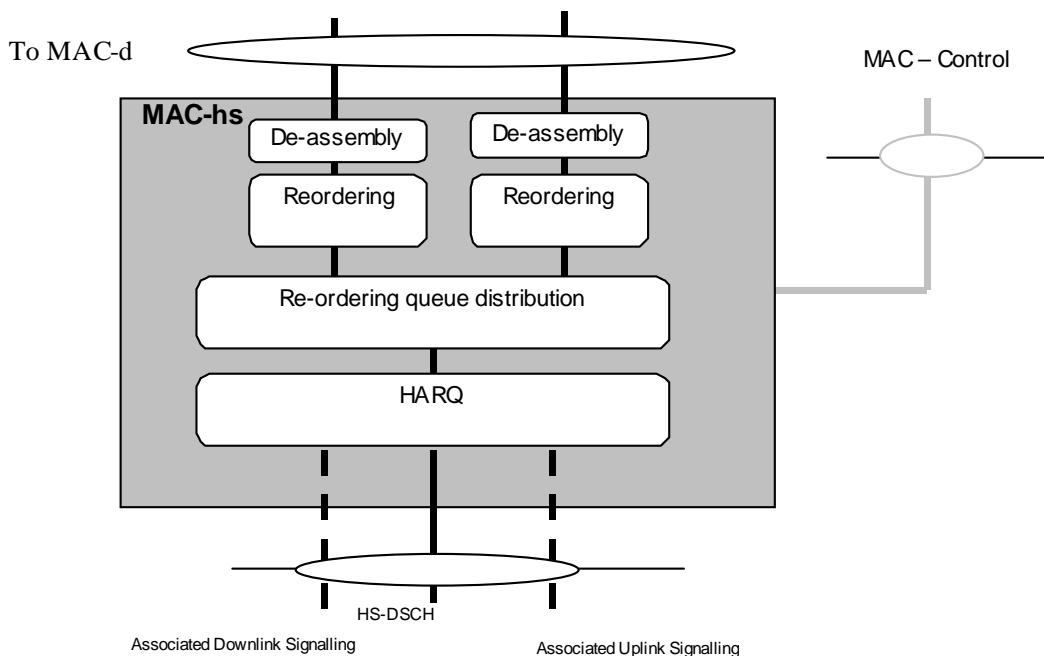 To MAC-d
MAC – Control
MAC-hs
De-assembly
De-assembly
Reordering
Reordering
Re-ordering queue distribution
HARQ
HS-DSCH
Associated Downlink Signalling
Associated Uplink Signalling